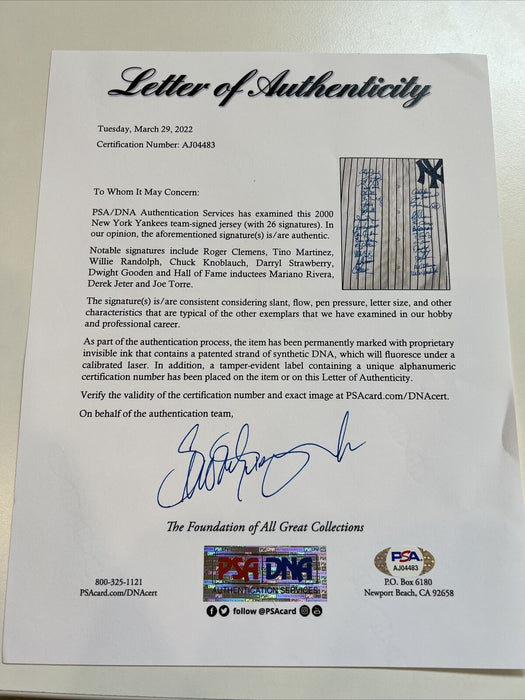 Letter of Authenticity
Tuesday, March 29, 2022
Certification Number: AJ04483
To Whom It May Concern:
PSA/DNA Authentication Services has examined this 2000
New York Yankees team-signed jersey (with 26 signatures). In
our opinion, the aforementioned signature(s) is/are authentic.
Notable signatures include Roger Clemens, Tino Martinez,
Willie Randolph, Chuck Knoblauch, Darryl Strawberry,
Dwight Gooden and Hall of Fame inductees Mariano Rivera,
Derek Jeter and Joe Torre.
The signature(s) is/are consistent considering slant, flow, pen pressure, letter size, and other
characteristics that are typical of the other exemplars that we have examined in our hobby
and professional career.
As part of the authentication process, the item has been permanently marked with proprietary
invisible ink that contains a patented strand of synthetic DNA, which will fluoresce under a
calibrated laser. In addition, a tamper-evident label containing a unique alphanumeric
certification number has been placed on the item or on this Letter of Authenticity.
Verify the validity of the certification number and exact image at PSAcard.com/DNAcert.
On behalf of the authentication team,
The Foundation of All Great Collections
800-325-1121
PSAcard.com/DNAcert
PSA DNA
AUTHENTICATION SERVICES
follow @PSAcard
PSA
AJ04483
P.O. Box 6180
Newport Beach, CA 92658
NY